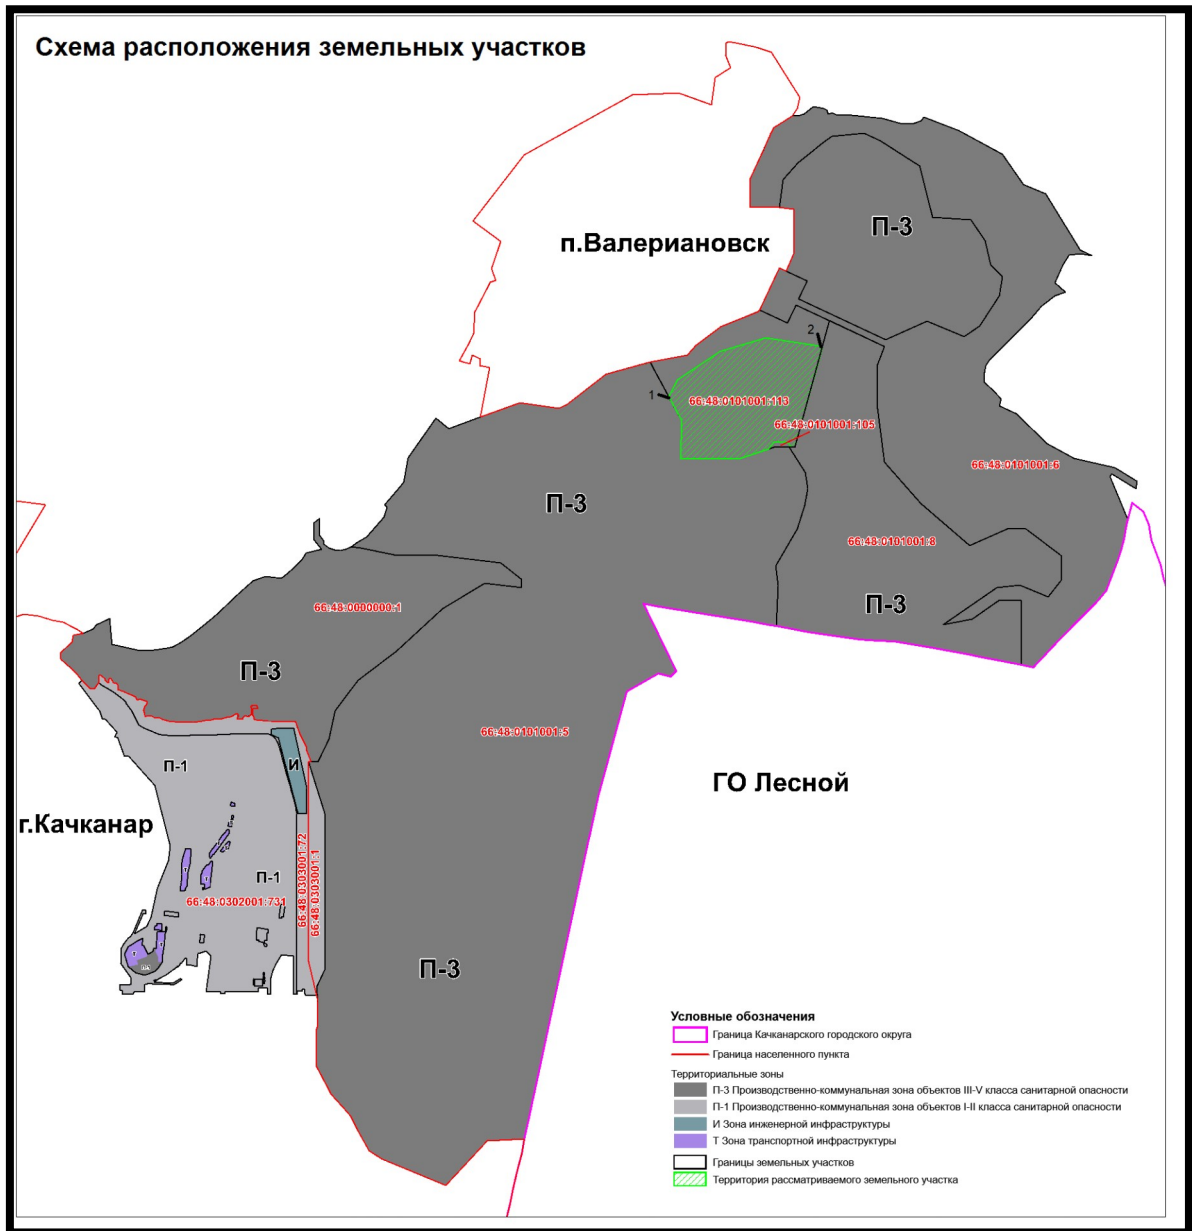 Схема расположения земельных участков
П-3
п.Валериановск
2
1
66:48:0101001:113
66:48:0101001:105
66:48:0101001:6
П-3
66:48:0101001:8
П-3
66:48:0000000:1
П-3
66:48:0101001:5
П-1
И
ГО Лесной
г.Качканар
66:48:0303001:72
66:48:0303001:1
Т
Т
П-1
66:48:0302001:731
Т
Т
П-3
Условные обозначения
Граница Качканарского городского округа
Граница населенного пункта
Территориальные зоны
П-3 Производственно-коммунальная зона объектов III-V класса санитарной опасности
П-1 Производственно-коммунальная зона объектов I-II класса санитарной опасности
И Зона инженерной инфраструктуры
Т Зона транспортной инфраструктуры
Границы земельных участков
Территория рассматриваемого земельного участка